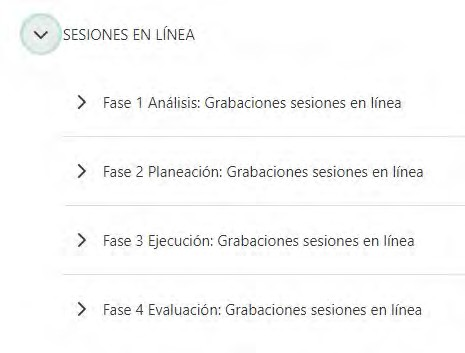 SESIONES EN LÍNEA
Fase 1 Análisis: Grabaciones sesiones en línea
Fase 2 Planeación: Grabaciones sesiones en línea
Fase 3 Ejecución: Grabaciones sesiones en línea
Fase 4 Evaluación: Grabaciones sesiones en línea